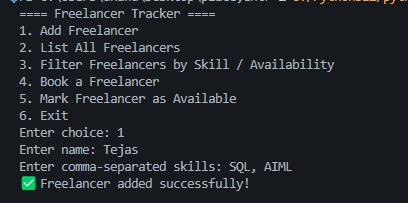 ==== Freelancer Tracker ====
1. Add Freelancer
2. List All Freelancers
3. Filter Freelancers by Skill / Availability
4. Book a Freelancer
5. Mark Freelancer as Available
6. Exit
Enter choice: 1
Enter name: Tejas
Enter comma-separated skills: SQL, AIML
✅ Freelancer added successfully!